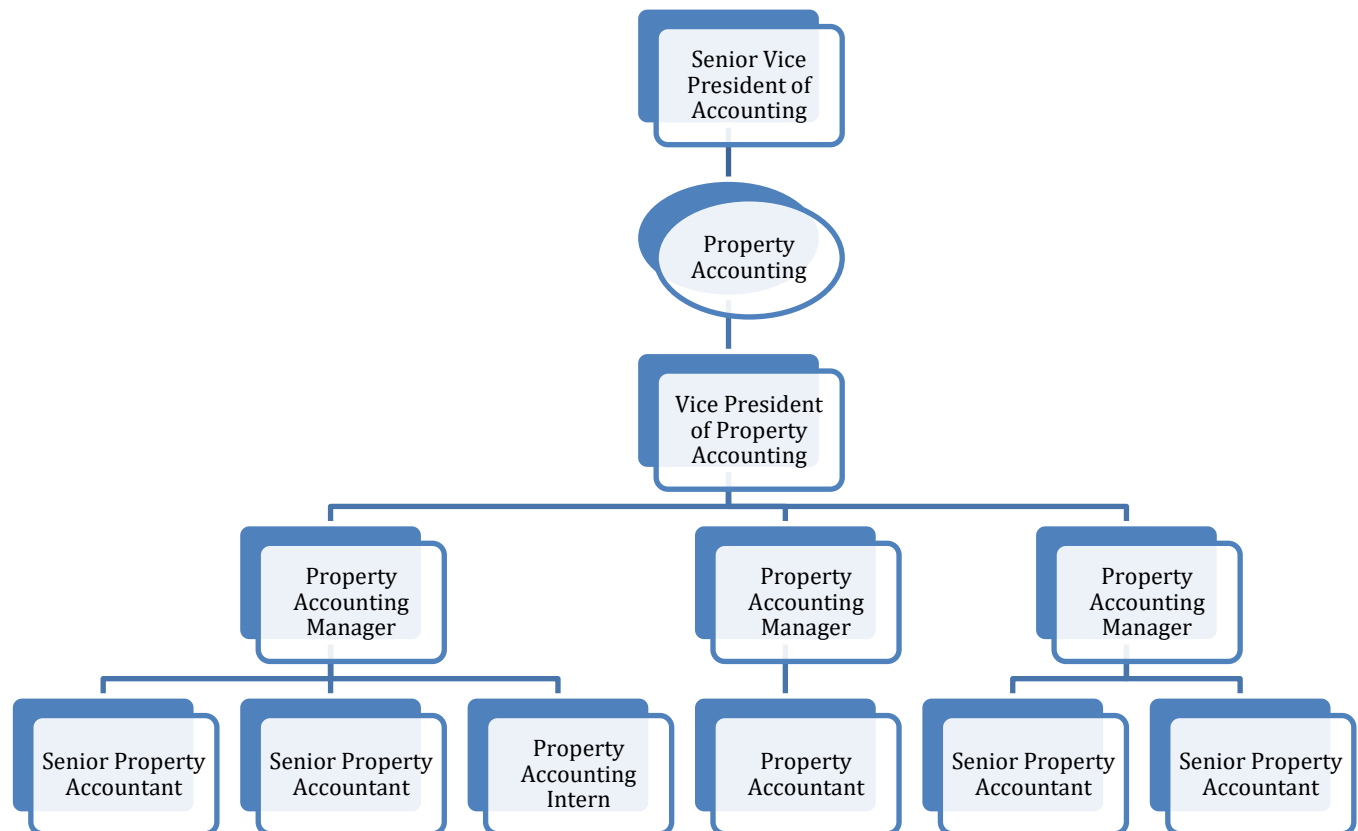 Senior Vice
President of
Accounting
Property
Accounting
Vice President
of Property
Accounting
Property
Accounting
Manager
Property
Accounting
Manager
Property
Accounting
Manager
Senior Property
Accountant
Senior Property
Accountant
Property
Accounting
Intern
Property
Accountant
Senior Property
Accountant
Senior Property
Accountant